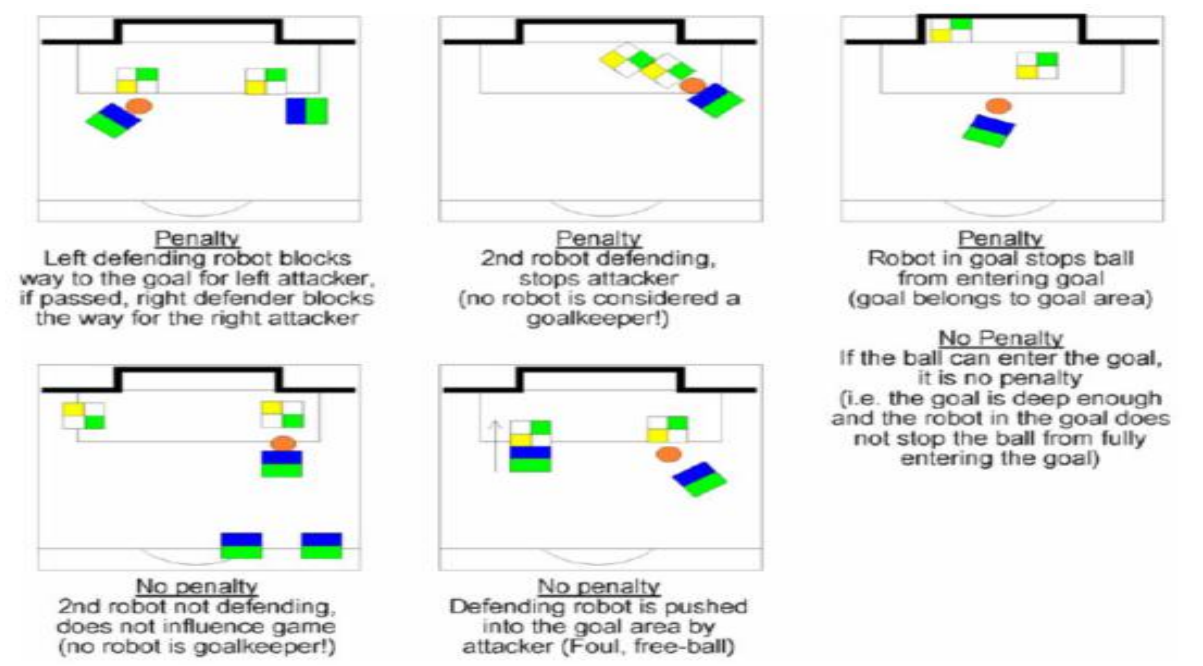 Penalty
Left defending robot blocks
way to the goal for left attacker,
if passed, right defender blocks
the way for the right attacker
Penalty
2nd robot defending,
stops attacker
(no robot is considered a
goalkeeper!)
Penalty
Robot in goal stops ball
from entering goal
(goal belongs to goal area)
No Penalty
If the ball can enter the goal,
it is no penalty
(i.e. the goal is deep enough
and the robot in the goal does
not stop the ball from fully
entering the goal)
No penalty
2nd robot not defending,
does not influence game
(no robot is goalkeeper!)
No penalty
Defending robot is pushed
into the goal area by
attacker (Foul, free-ball)